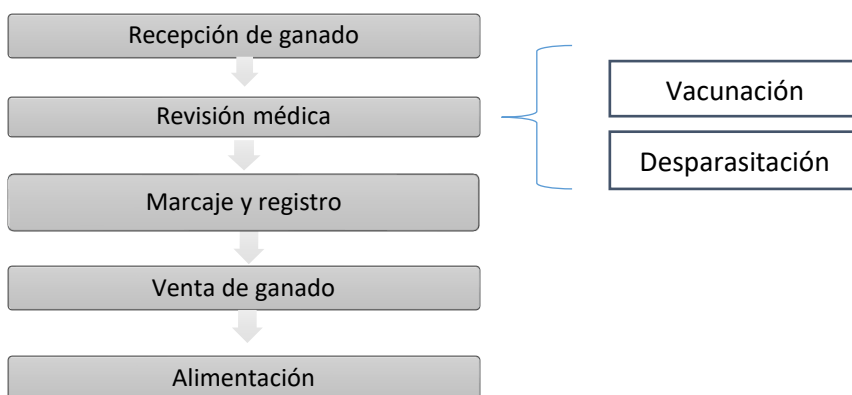 Recepción de ganado
Revisión médica
Vacunación
Desparasitación
Marcaje y registro
Venta de ganado
Alimentación